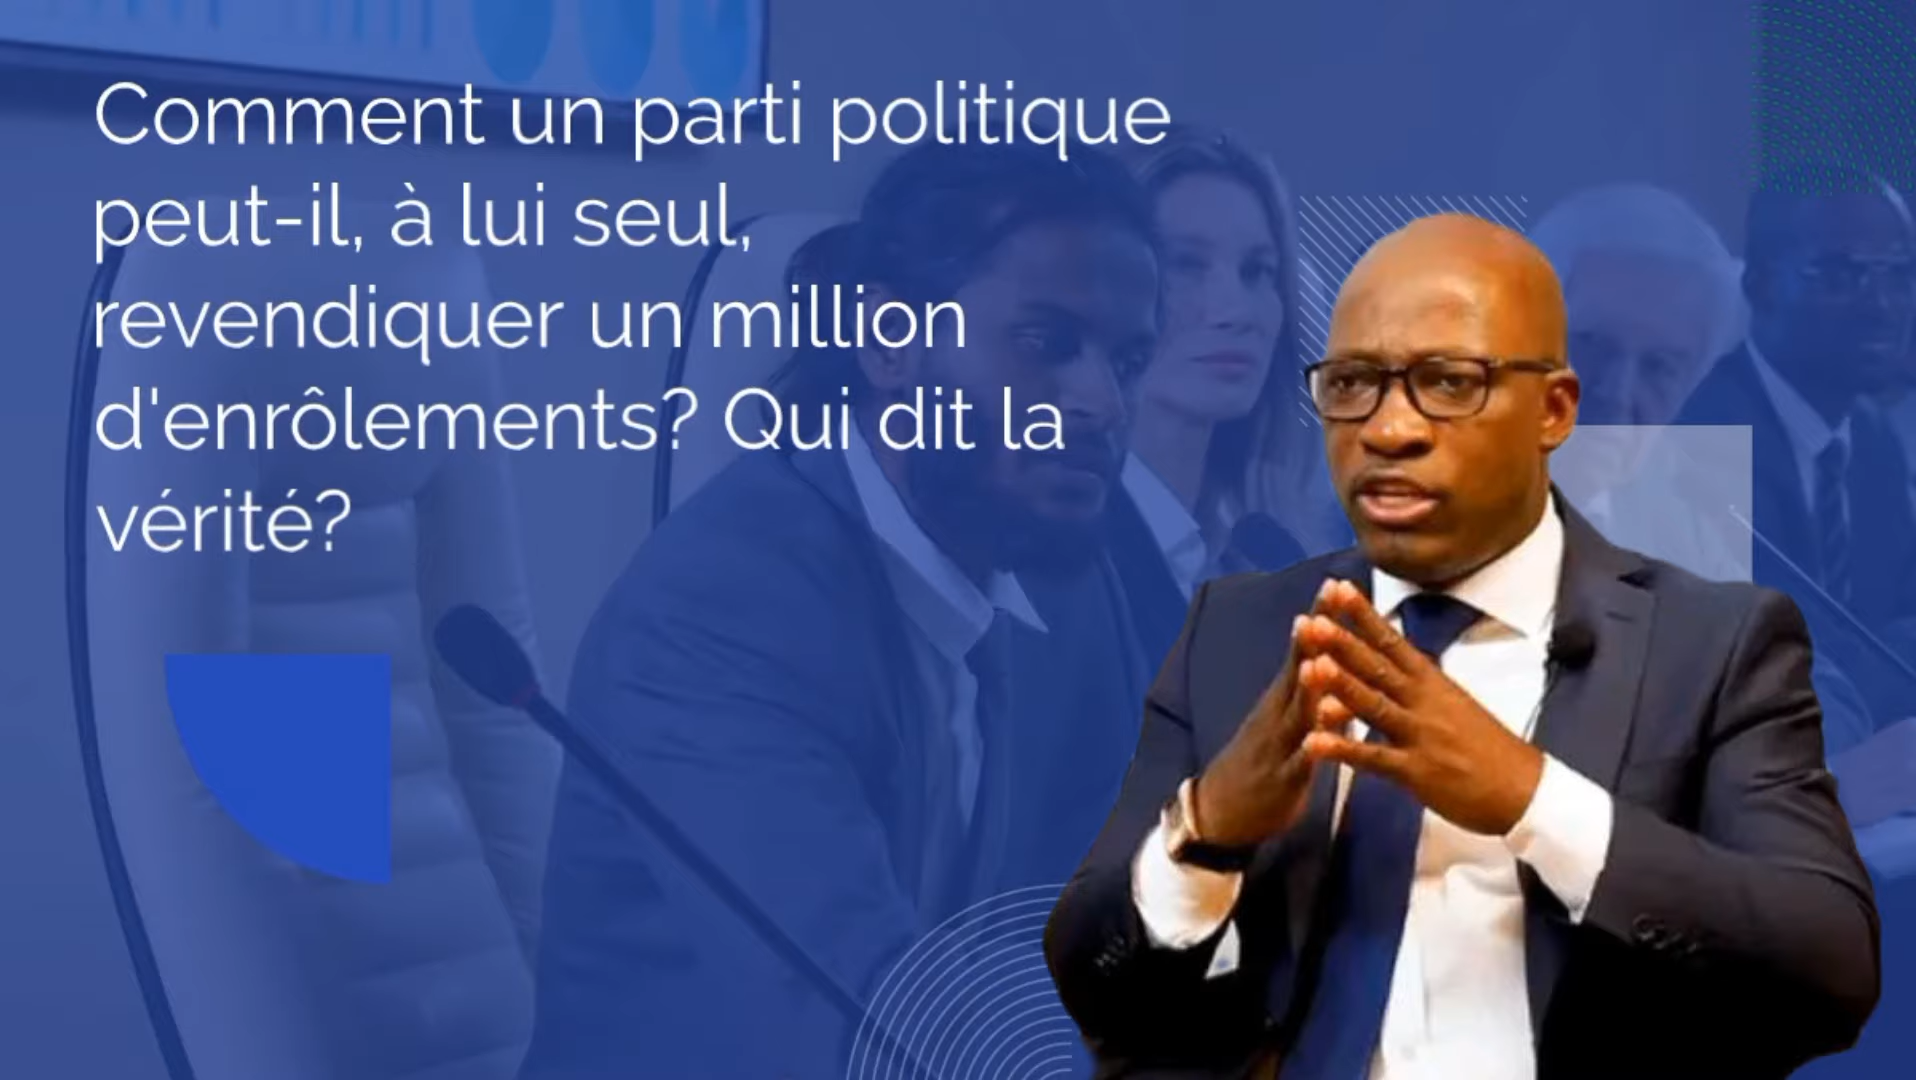 Comment un parti politique
peut-il, à lui seul,
revendiquer un million
d'enrôlements? Qui dit la
vérité?